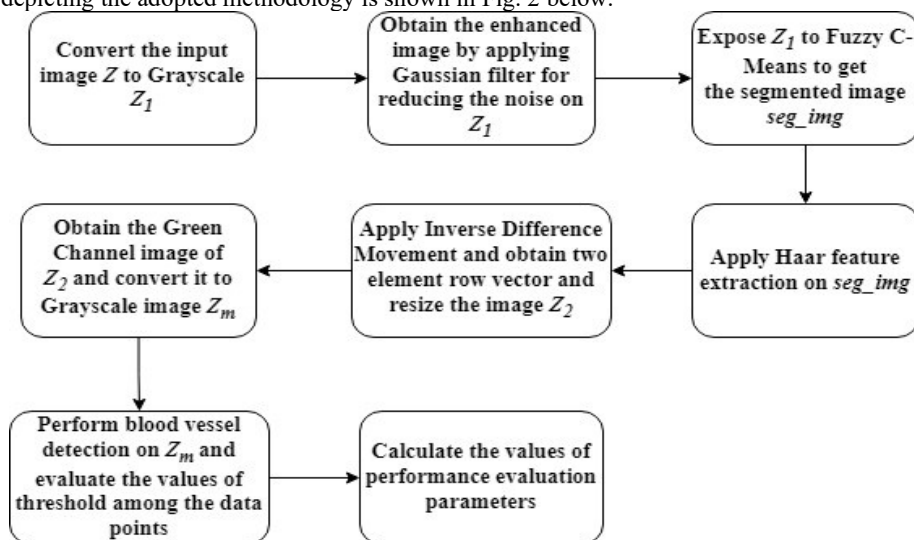 depicting the adopted methodology is shown in Fig. 2 below.
Convert the input
image Z to Grayscale
Z1
Obtain the enhanced
image by applying
Gaussian filter for
reducing the noise on
Z1
Expose Z1 to Fuzzy C-
Means to get
the segmented image
seg_img
Apply Haar feature
extraction on seg_img
Apply Inverse Difference
Movement and obtain two
element row vector and
resize the image Z2
Obtain the Green
Channel image of
Z2 and convert it to
Grayscale image Zm
Perform blood vessel
detection on Zm and
evaluate the values of
threshold among the data
points
Calculate the values of
performance evaluation
parameters